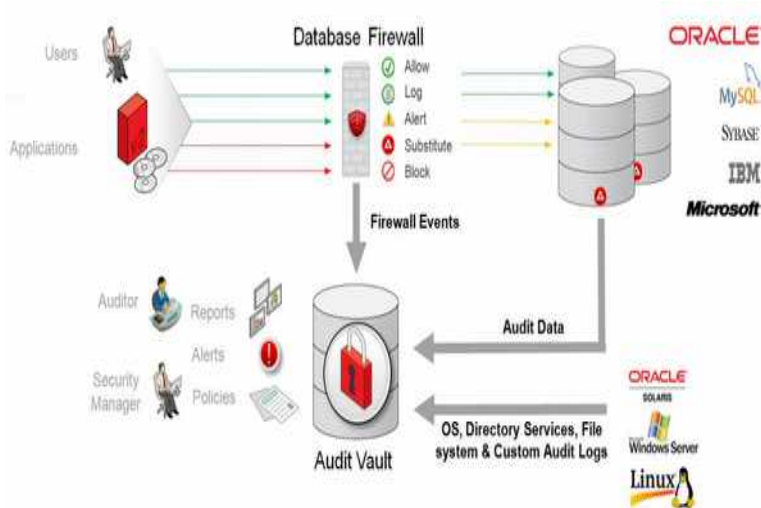 Users
Applications
Database Firewall
Allow
Log
Alert
Substitute
Block
ORACLE
MySQL
SYBASE
IBM
Microsoft
Firewall Events
Auditor
Reports
Alerts
Security
Manager
Policies
Audit Vault
Audit Data
OS, Directory Services, File
system & Custom Audit Logs
ORACLE
SOLARIS
Windows Server
Linux